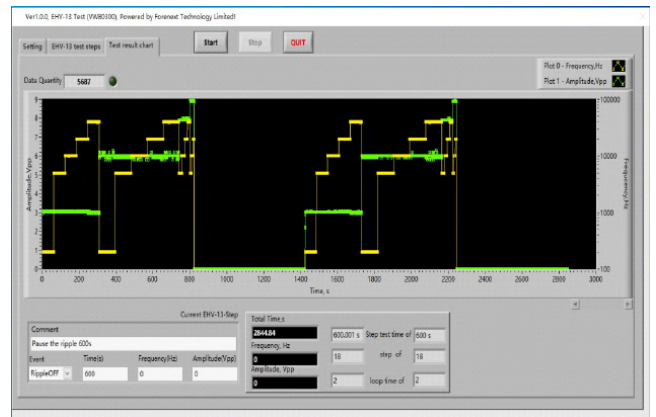 Ver1.0.0, EHV-13 Test (VW80300), Powered by Forenext Technology Limited!
Setting EHV-13 test steps Test result chart Start Stop QUIT
Plot 0 - Frequency,Hz
Data Quantity 5687 Plot 1 - Amplitude,Vpp
9 100000
8
7
6 10000
5
4
3 1000
2
1
0 100
Amplitude,Vpp
Frequency,Hz
0 200 400 600 800 1000 1200 1400 1600 1800 2000 2200 2400 2600 2800 3000
Time, s
Current EHV-13-Step
Comment
Pause the ripple 600s
Event Time(s) Frequency(Hz) Amplitude(Vpp)
RippleOFF 600 0 0
Total Time,s
2844.84 600.001 s Step test time of 600 s
Frequency, Hz
0 18 step of 18
Amplitude, Vpp
0 2 loop time of 2